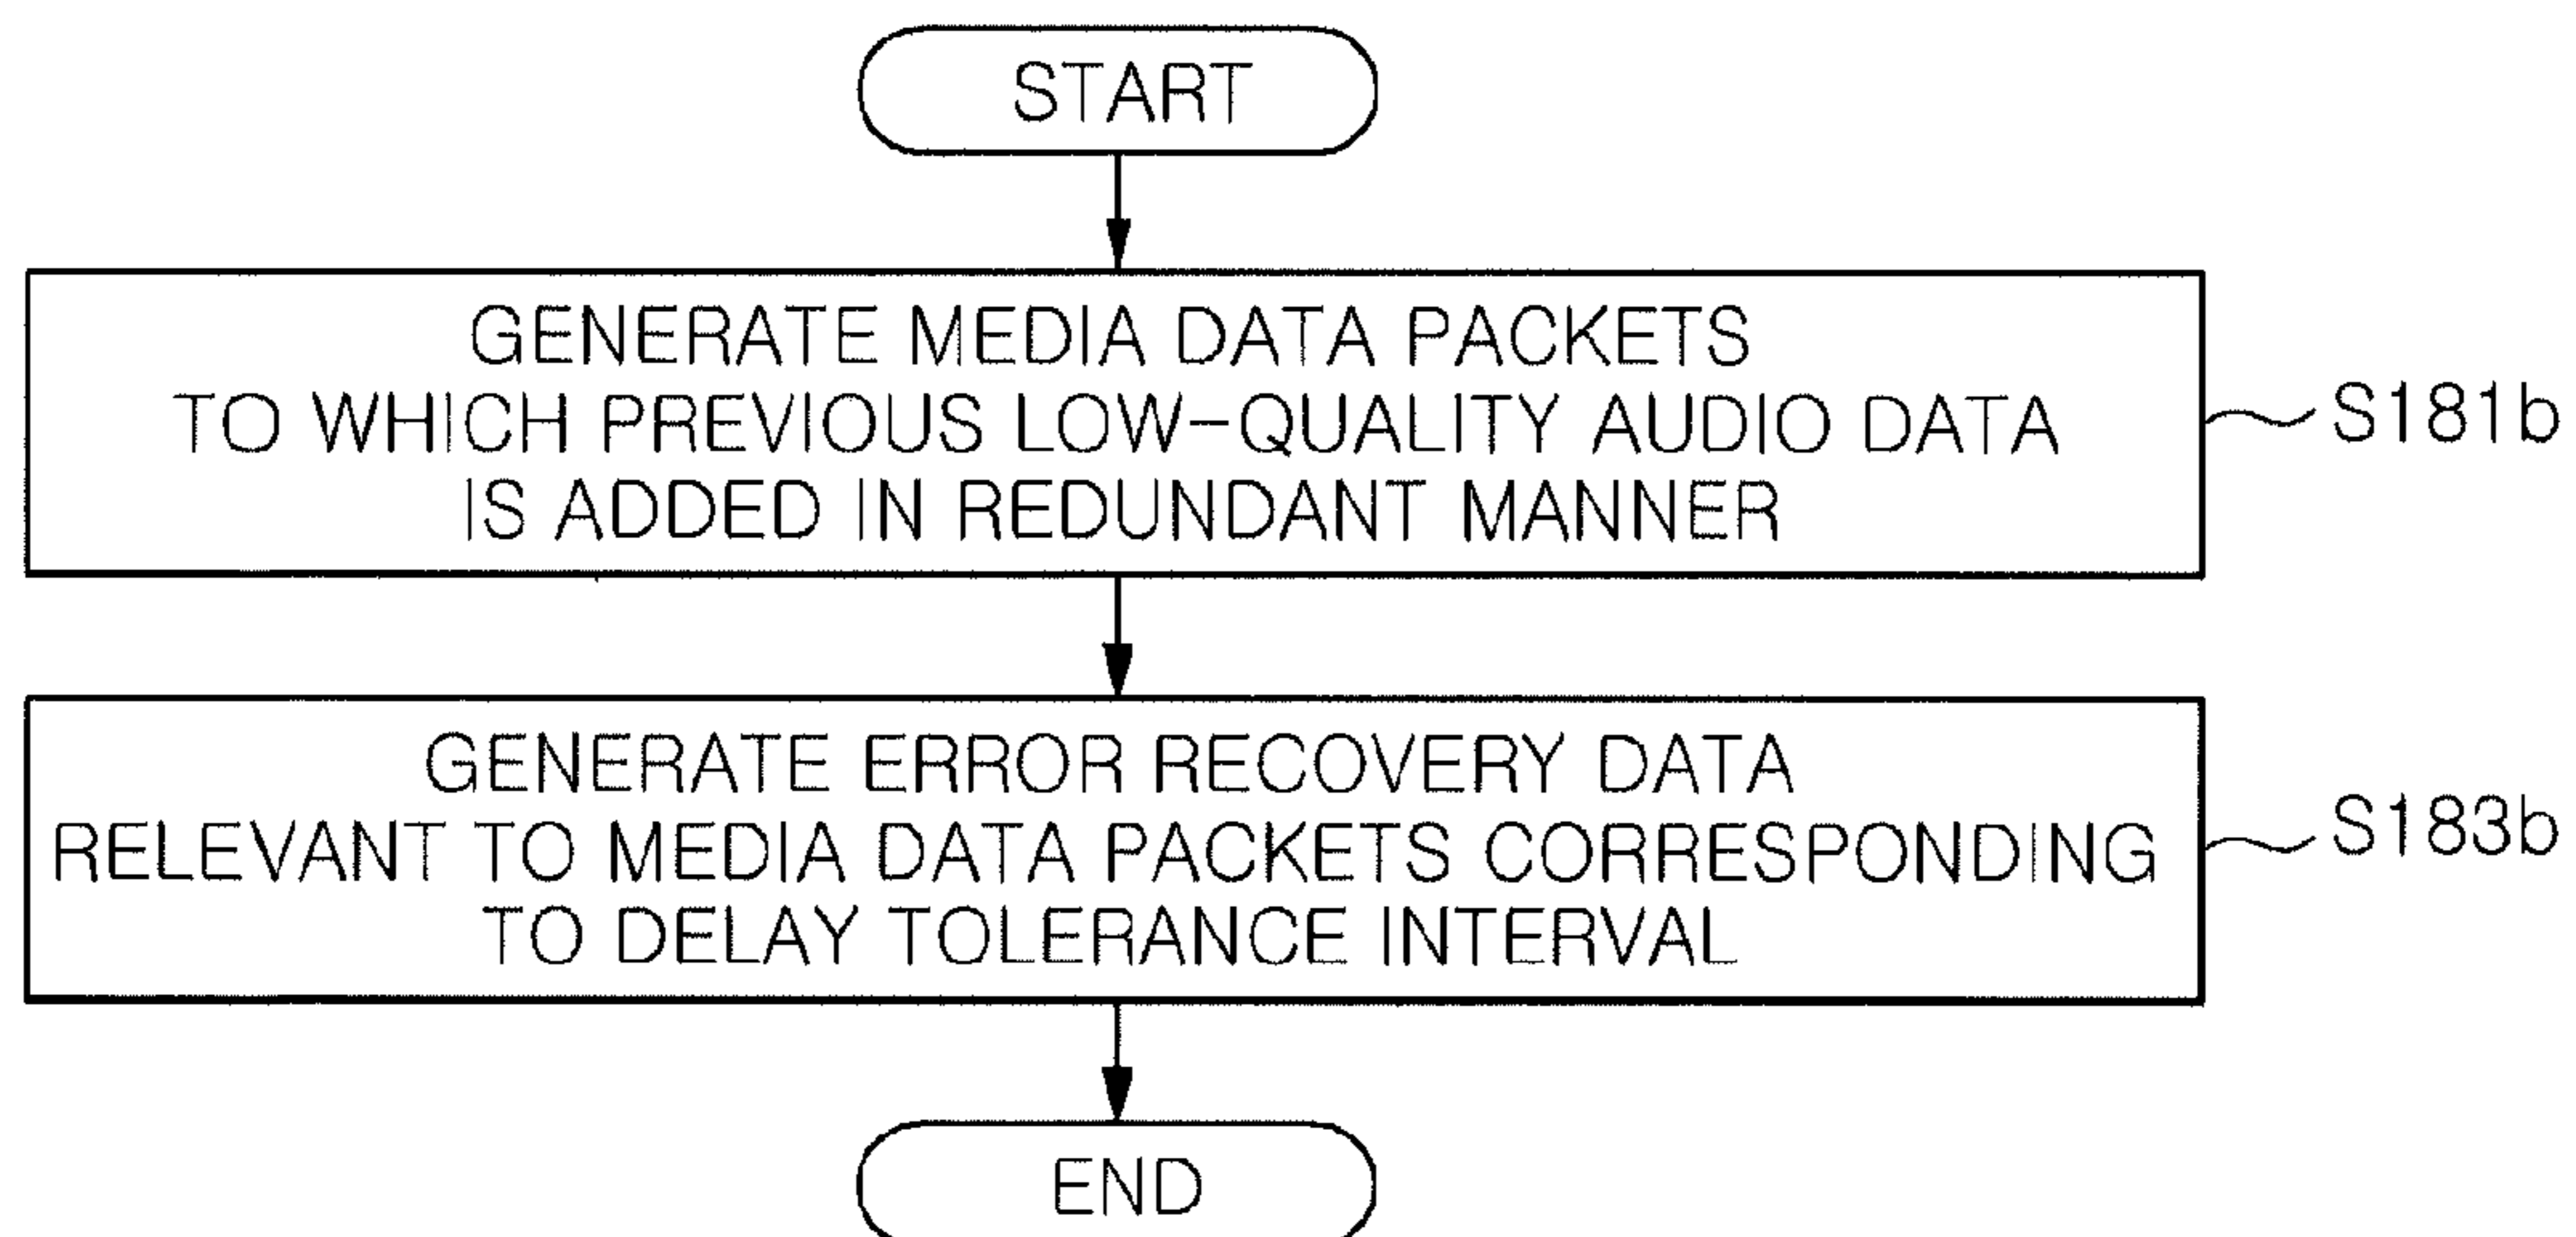 START
GENERATE MEDIA DATA PACKETS
TO WHICH PREVIOUS LOW-QUALITY AUDIO DATA
IS ADDED IN REDUNDANT MANNER
S181b
GENERATE ERROR RECOVERY DATA
RELEVANT TO MEDIA DATA PACKETS CORRESPONDING
TO DELAY TOLERANCE INTERVAL
S183b
END